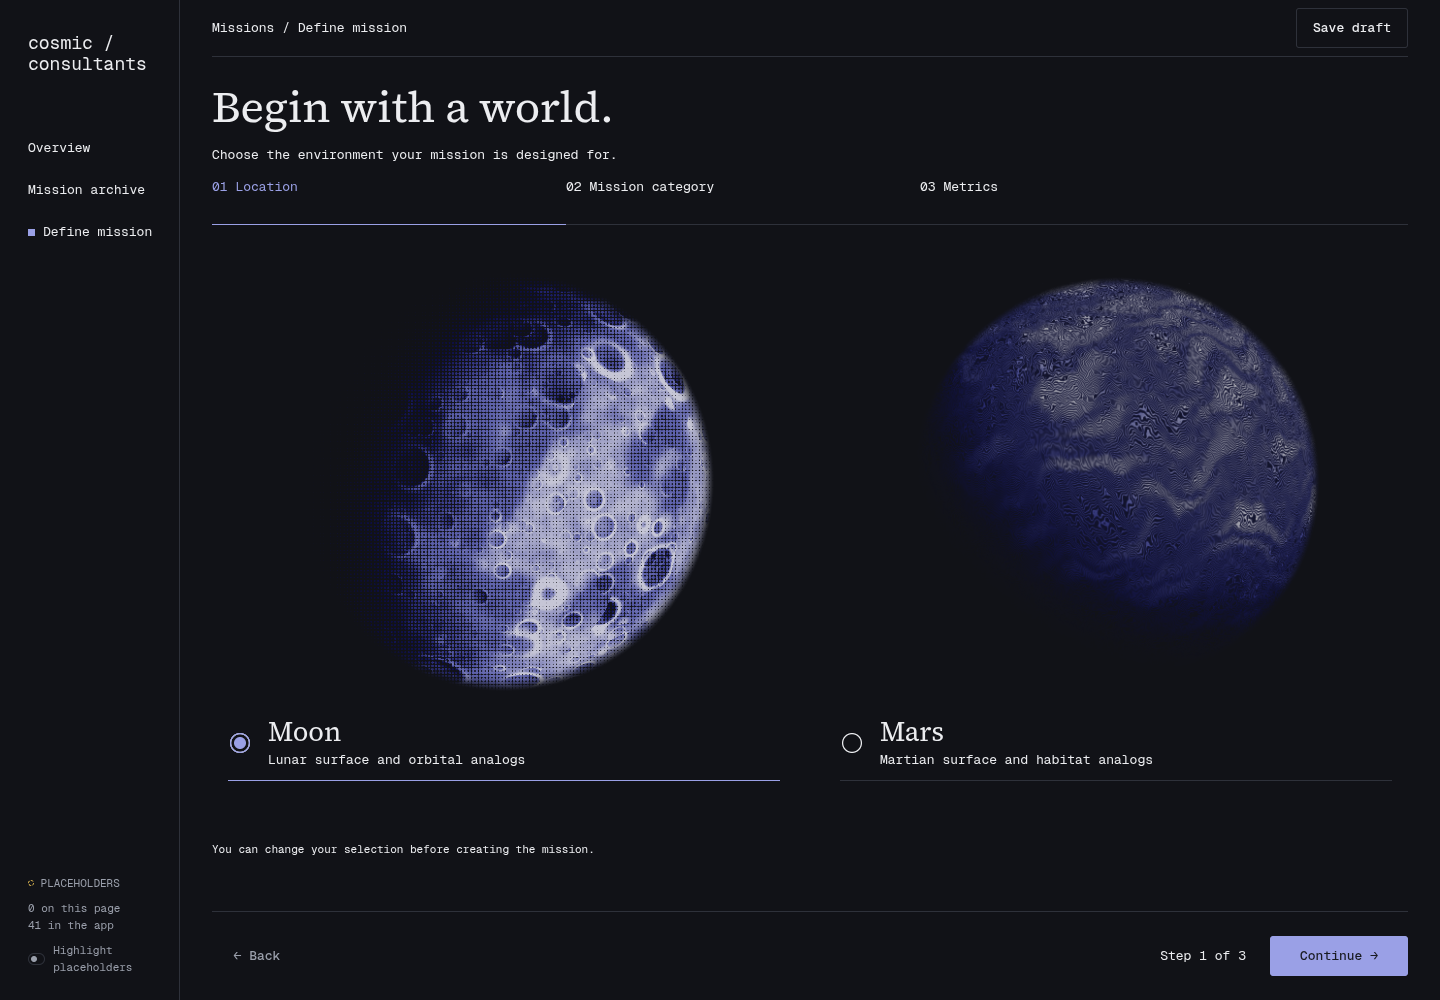 cosmic /
consultants
Overview
Mission archive
Define mission
PLACEHOLDERS
0 on this page
41 in the app
Highlight
placeholders
Missions / Define mission
Save draft
Begin with a world.
Choose the environment your mission is designed for.
01 Location
02 Mission category
03 Metrics
Moon
Lunar surface and orbital analogs
Mars
Martian surface and habitat analogs
You can change your selection before creating the mission.
← Back
Step 1 of 3
Continue →